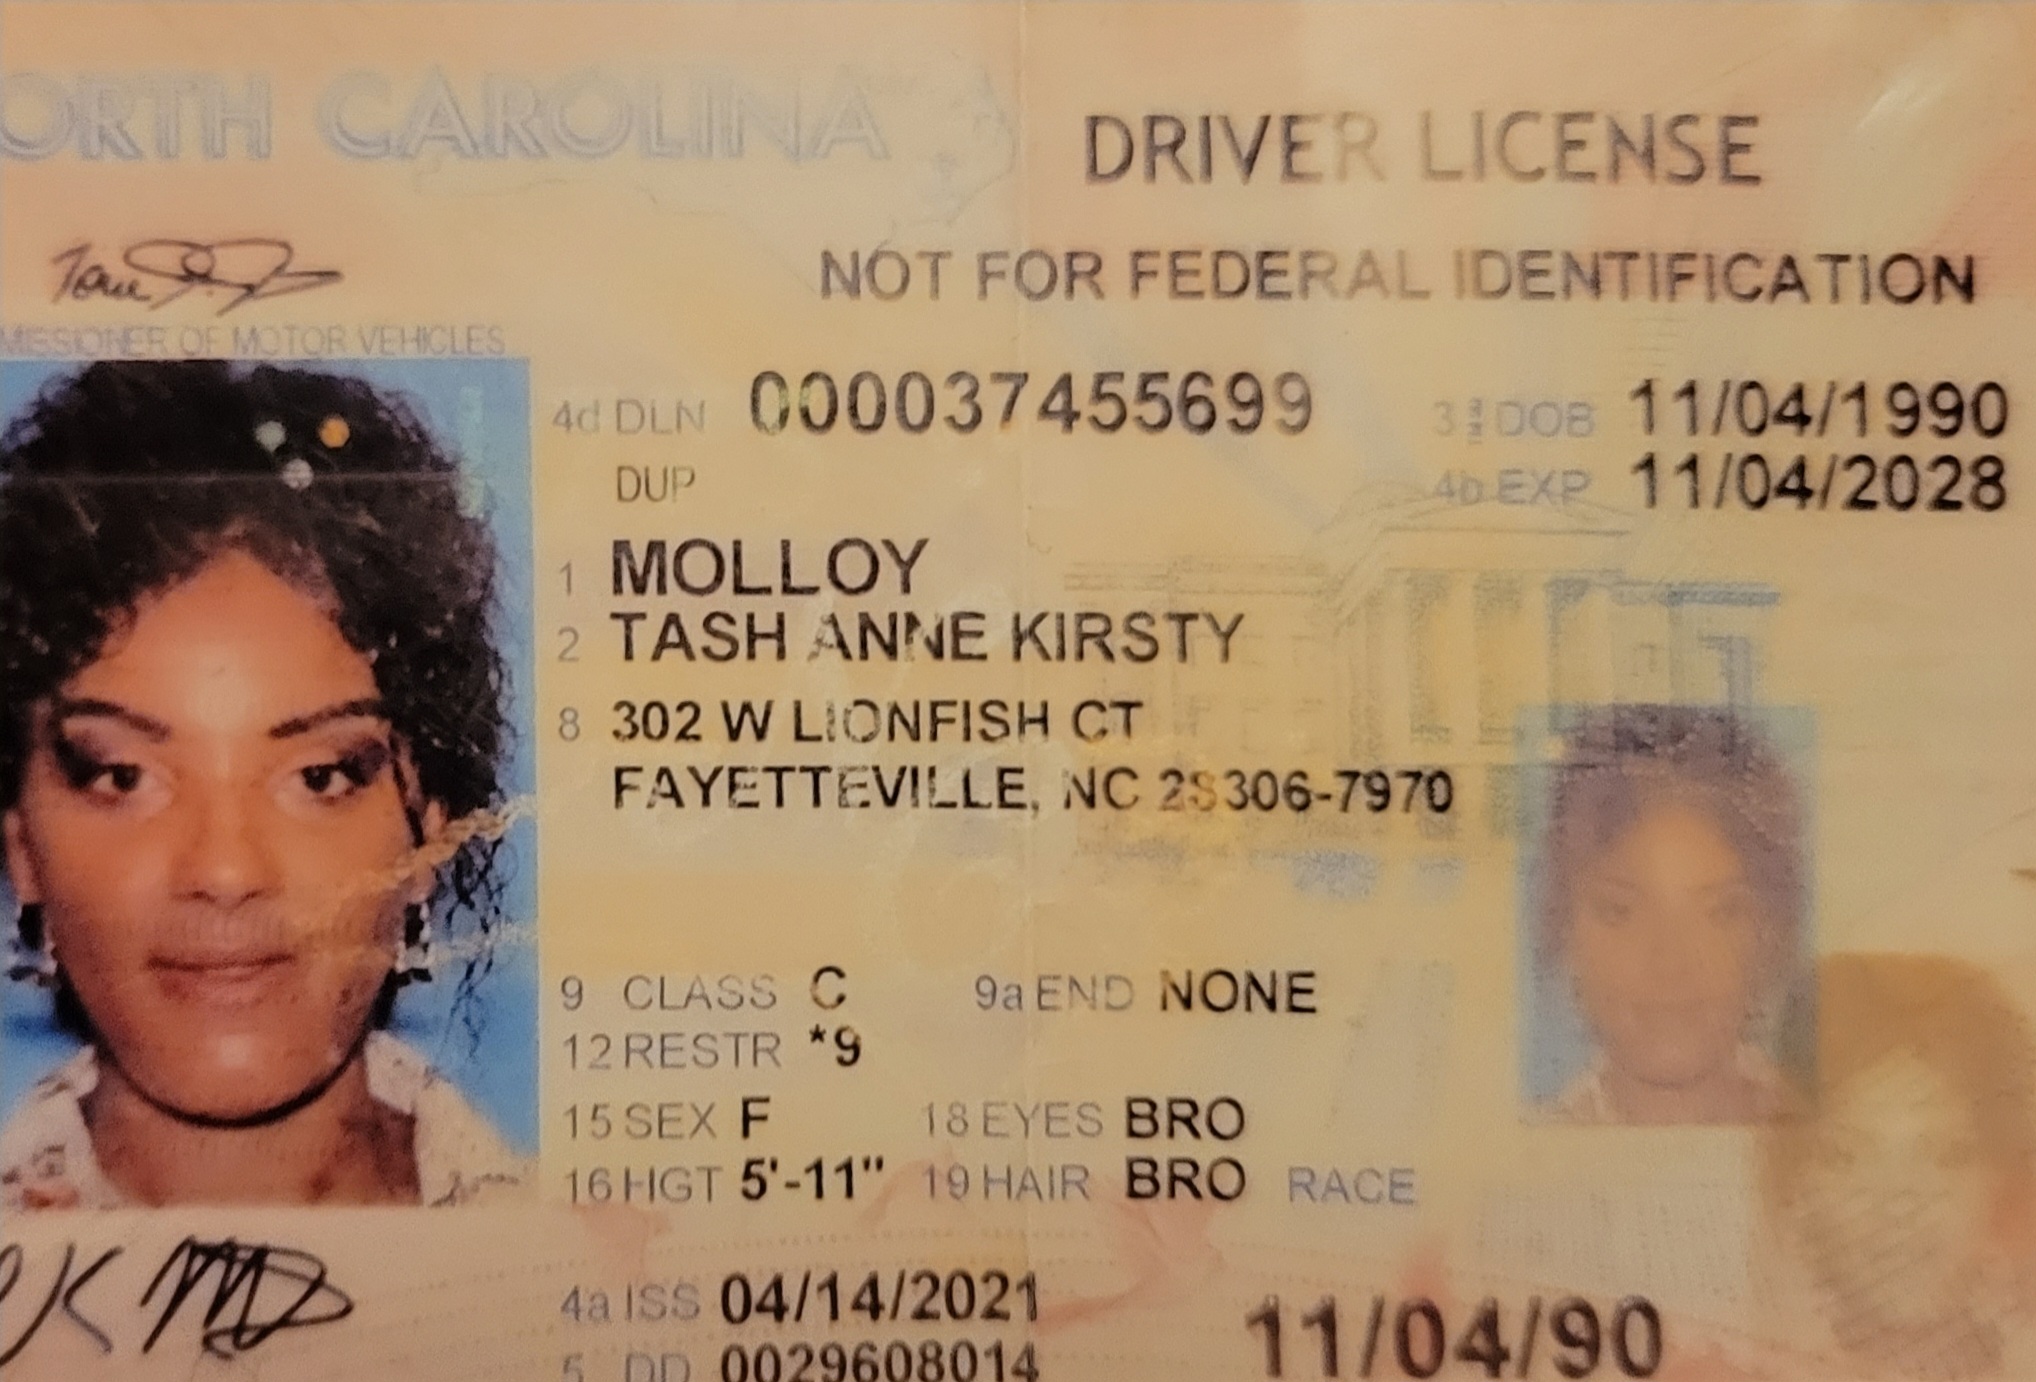 ORTH CAROLINA
DRIVER LICENSE
NOT FOR FEDERAL IDENTIFICATION
MISSIONER OF MOTOR VEHICLES
4d DLN 000037455699
3 DOB 11/04/1990
DUP
4b EXP 11/04/2028
1 MOLLOY
2 TASH ANNE KIRSTY
8 302 W LIONFISH CT
FAYETTEVILLE, NC 28306-7970
9 CLASS C 9a END NONE
12 RESTR *9
15 SEX F 18 EYES BRO
16 HGT 5'-11" 19 HAIR BRO RACE
4a ISS 04/14/2021
11/04/90
5 DD 0029608014